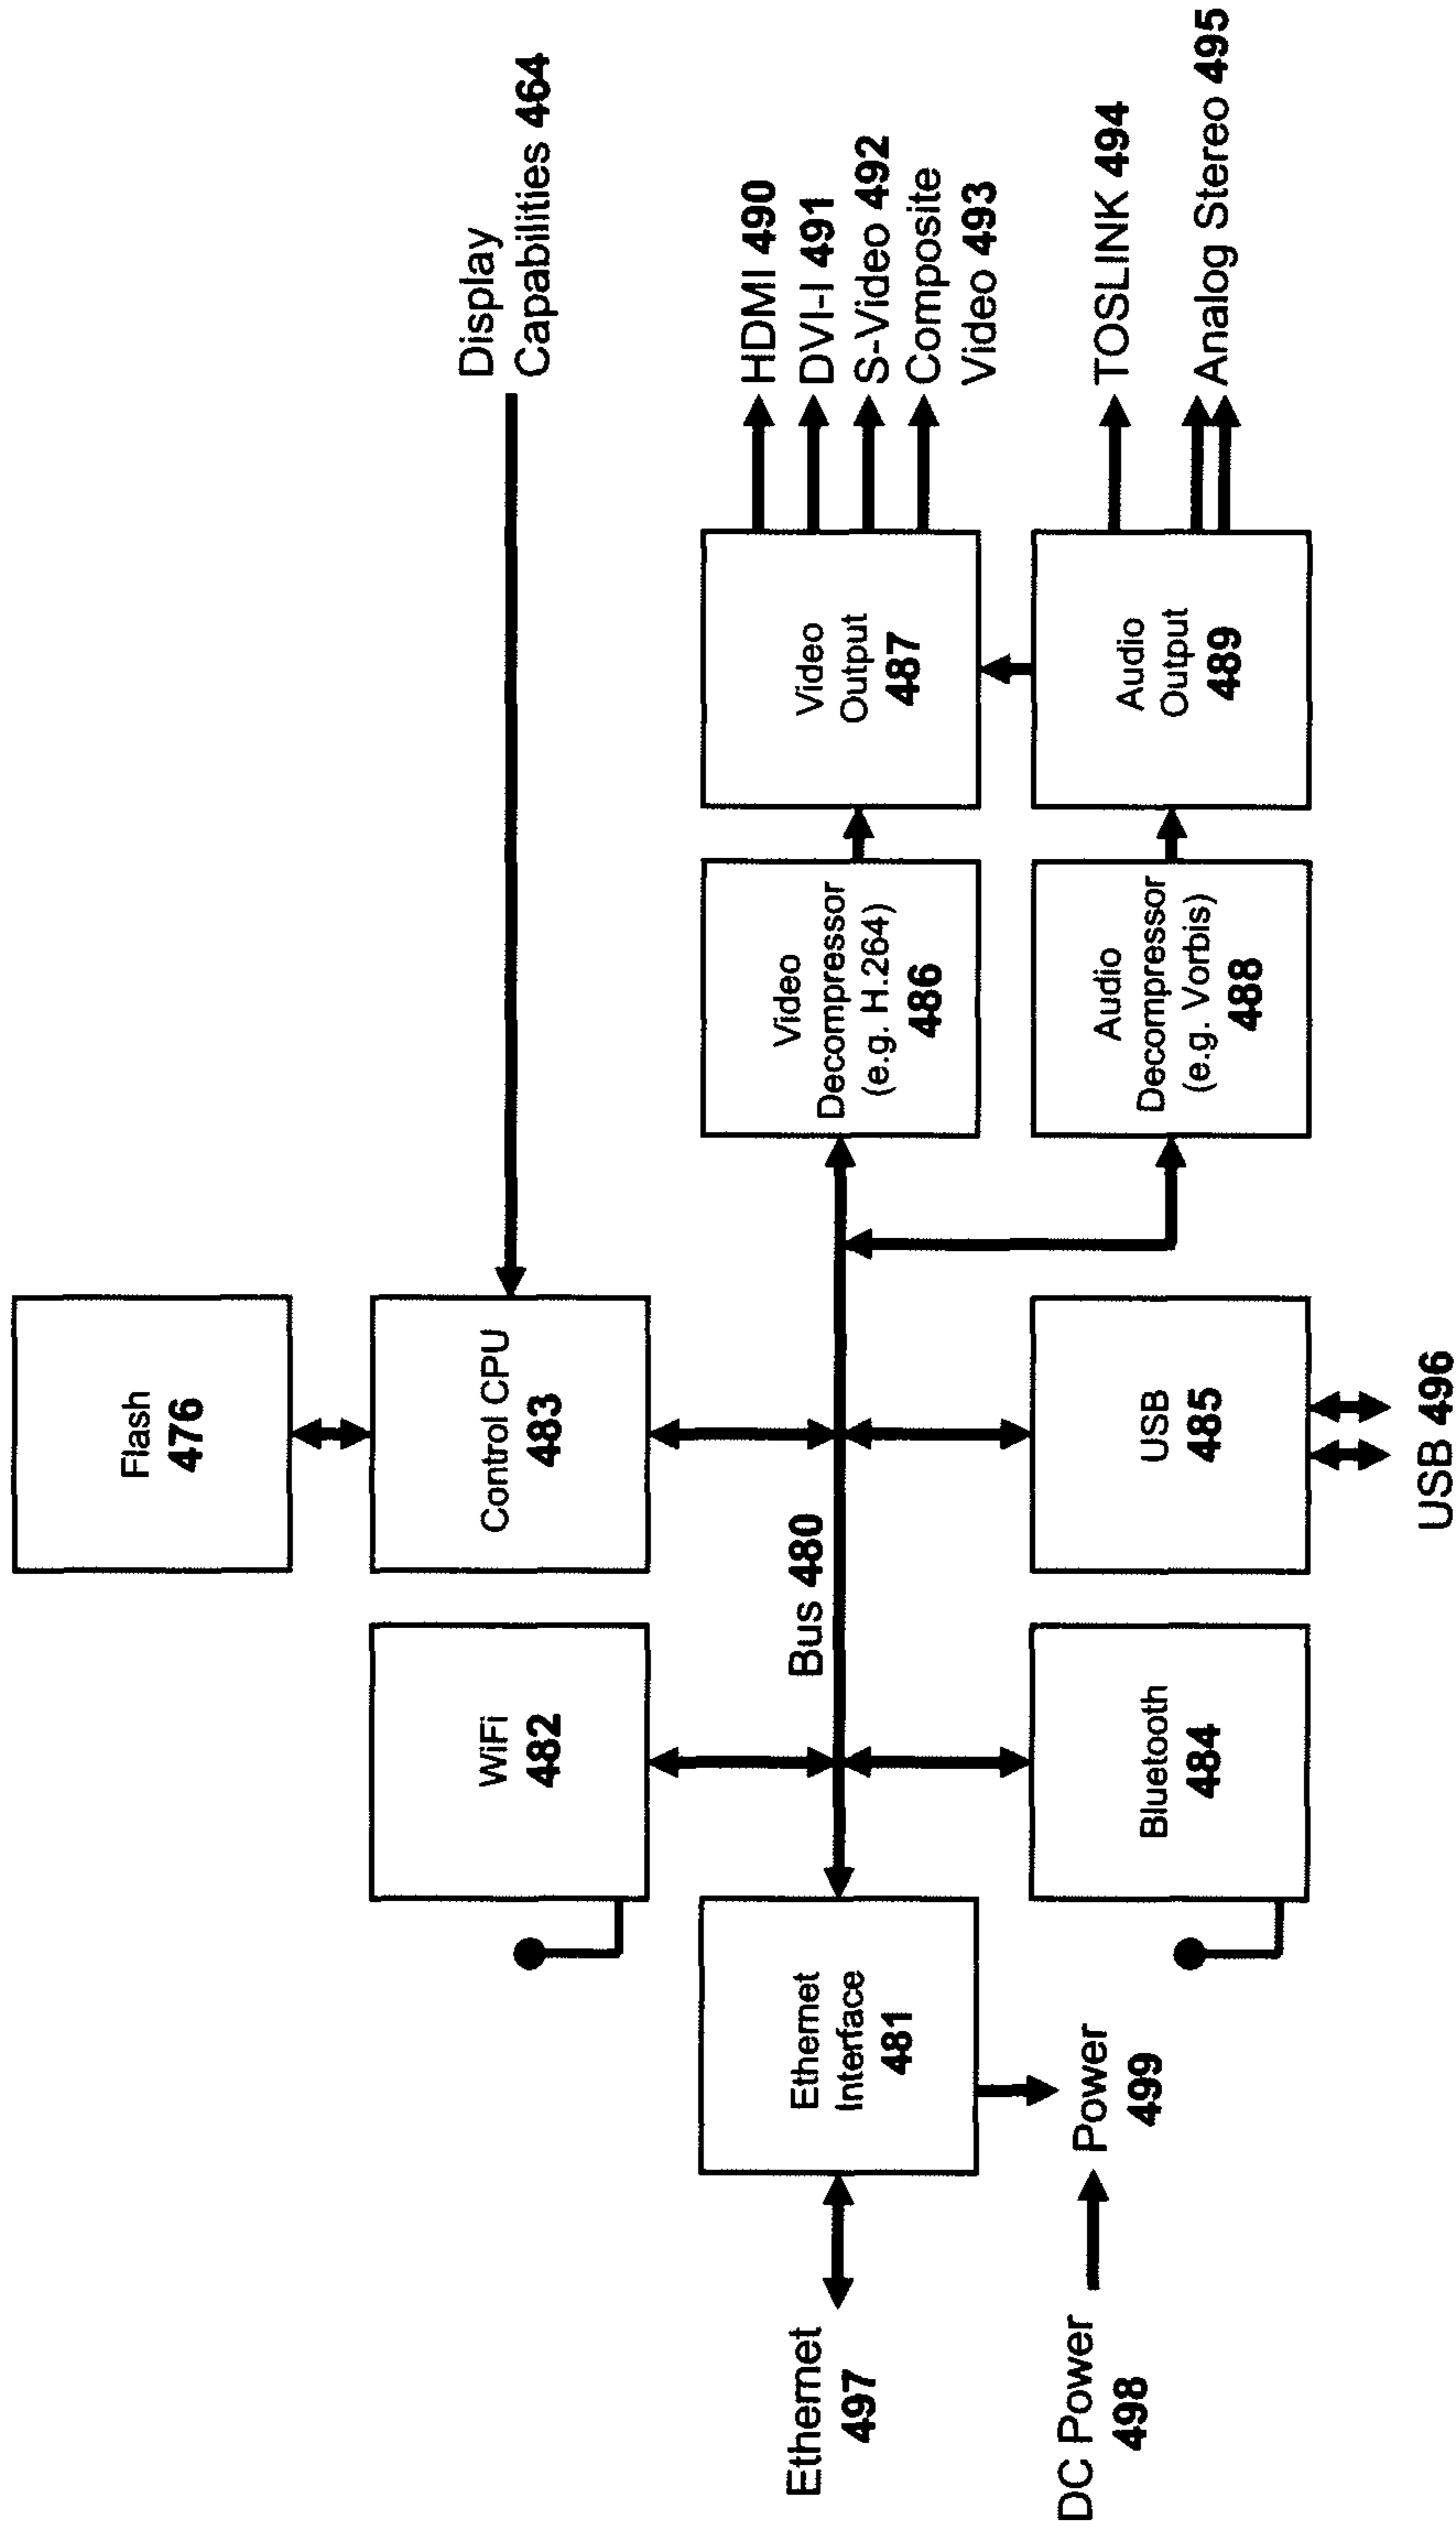 Flash
476
Display
Capabilities 464
WiFi
482
Control CPU
483
Bus 480
Ethernet
497
Ethernet
Interface
481
Video
Decompressor
(e.g. H.264)
486
Video
Output
487
HDMI 490
DVI-I 491
S-Video 492
Composite
Video 493
DC Power
498
Power
499
Bluetooth
484
USB
485
Audio
Decompressor
(e.g. Vorbis)
488
Audio
Output
489
TOSLINK 494
Analog Stereo 495
USB 496